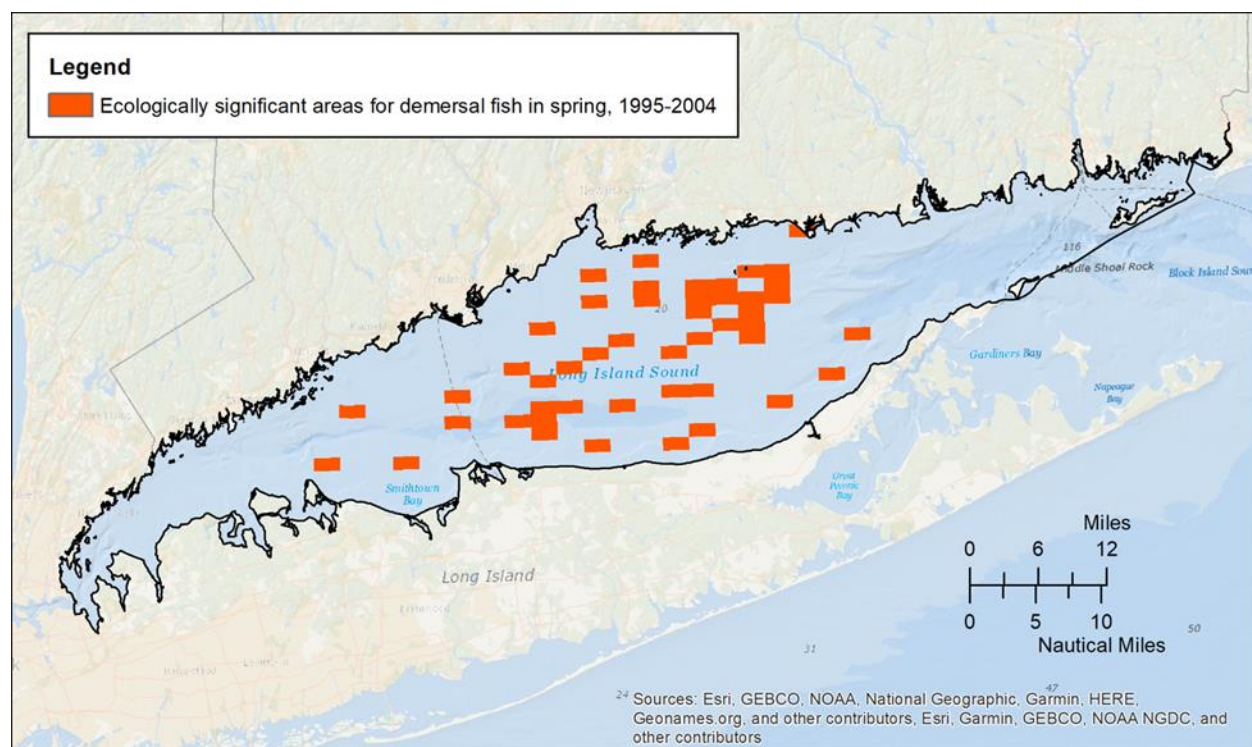 Legend
Ecologically significant areas for demersal fish in spring, 1995-2004
116
Middle Shoal Rock
Block Island Soun
20
Long Island Sound
Gardiners Bay
Napeague
Bay
Smithtown
Bay
Great
Peconic
Bay
Long Island
Miles
0 6 12
0 5 10
Nautical Miles
50
31
24
47
Sources: Esri, GEBCO, NOAA, National Geographic, Garmin, HERE,
Geonames.org, and other contributors, Esri, Garmin, GEBCO, NOAA NGDC, and
other contributors